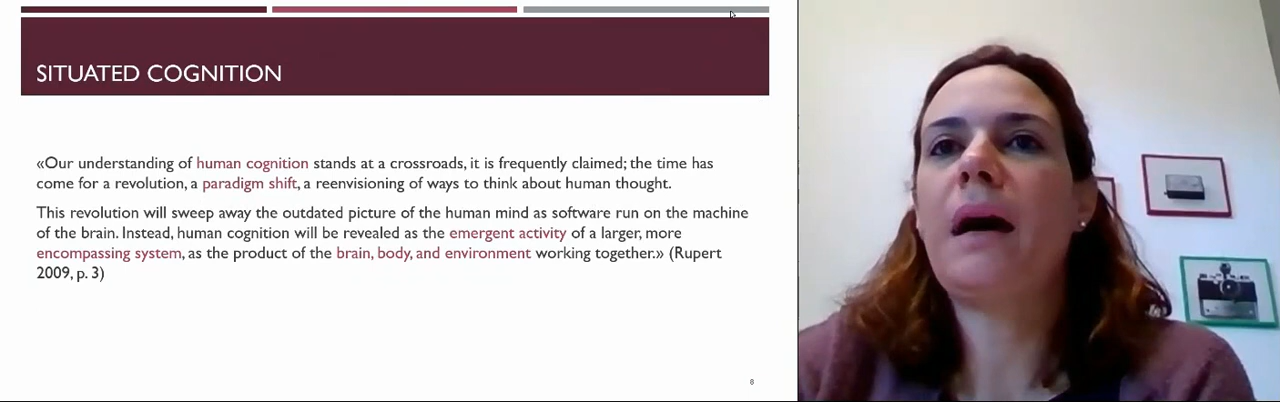 SITUATED COGNITION
«Our understanding of human cognition stands at a crossroads, it is frequently claimed; the time has
come for a revolution, a paradigm shift, a reenvisioning of ways to think about human thought.
This revolution will sweep away the outdated picture of the human mind as software run on the machine
of the brain. Instead, human cognition will be revealed as the emergent activity of a larger, more
encompassing system, as the product of the brain, body, and environment working together.» (Rupert
2009, p. 3)
8